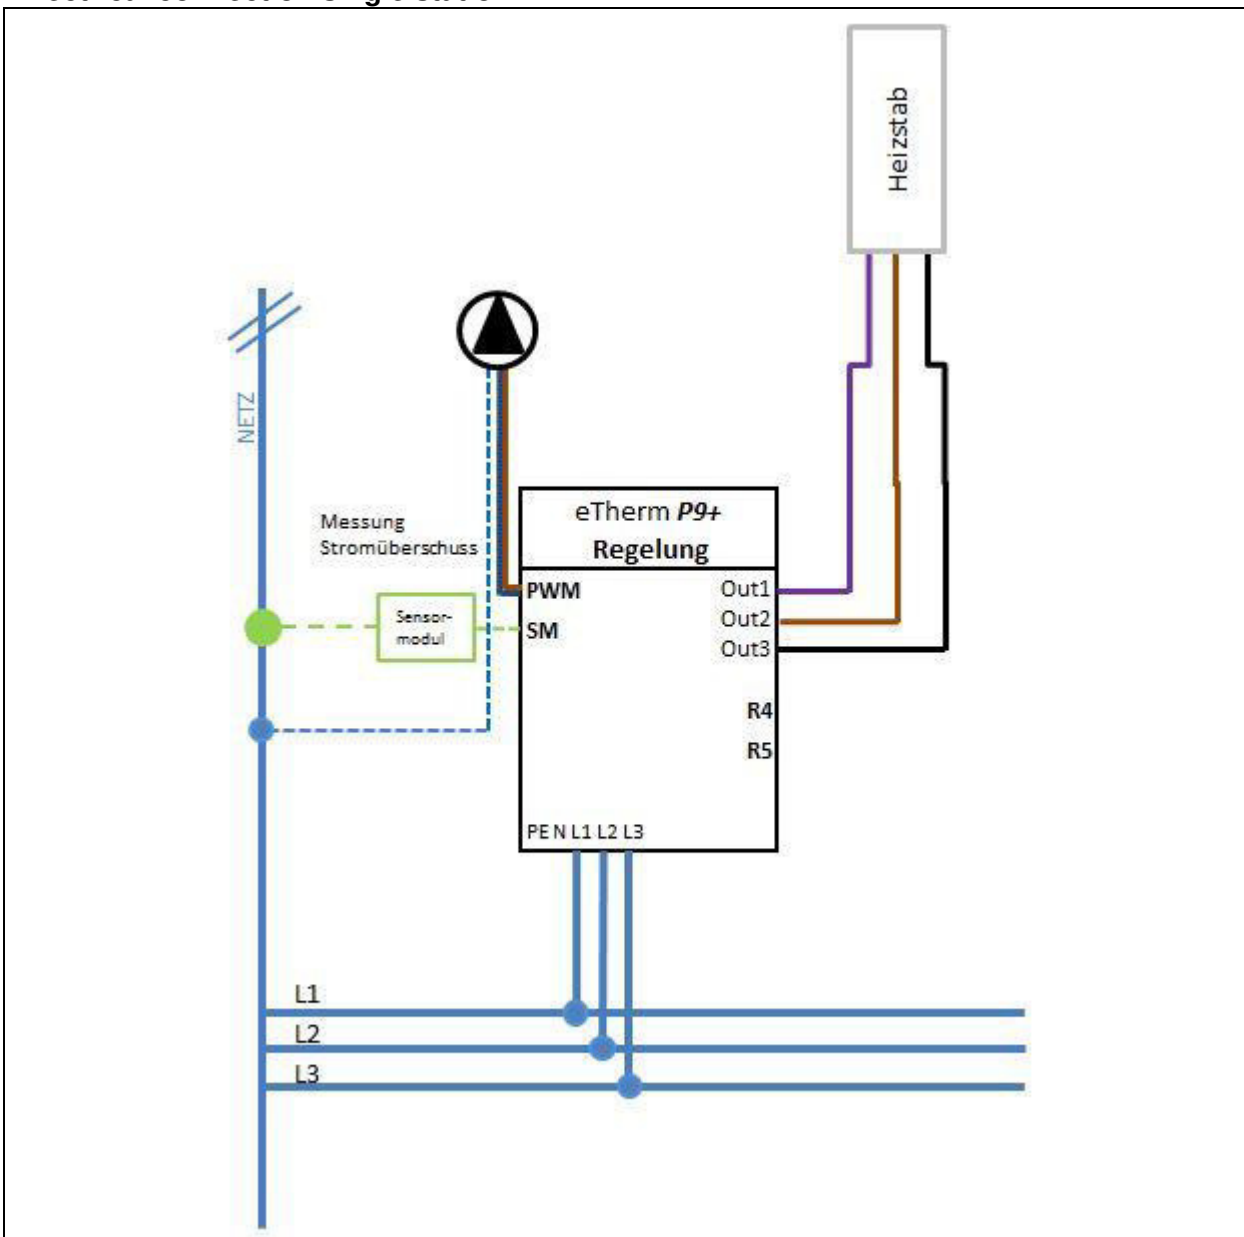 Heizstab
NETZ
eTherm P9+
Regelung
Messung
Stromüberschuss
PWM
Out1
Sensor-
modul
SM
Out2
Out3
R4
R5
PE N L1 L2 L3
L1
L2
L3